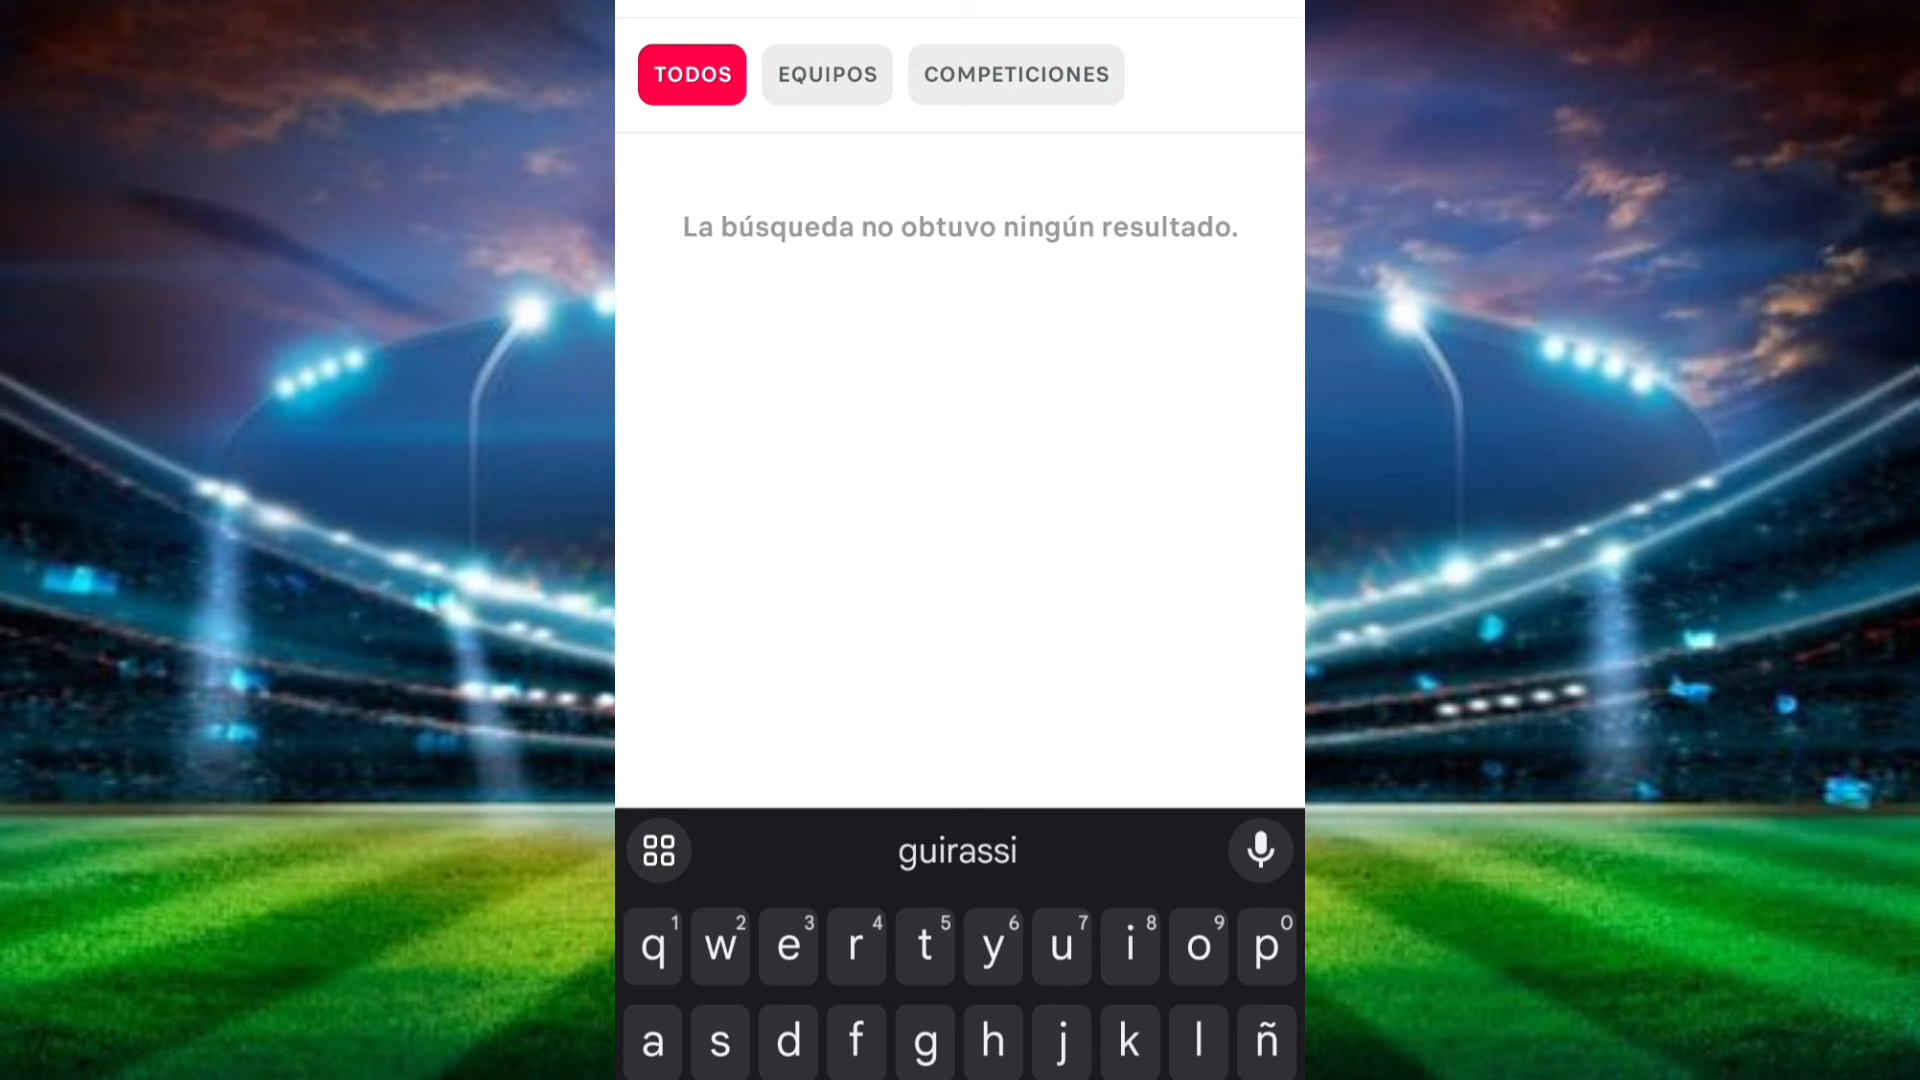 TODOS EQUIPOS COMPETICIONES
La búsqueda no obtuvo ningún resultado.
guirassi
q1 w2 e3 r4 t5 y6 u7 i8 o9 p0
a s d f g h j k l ñ